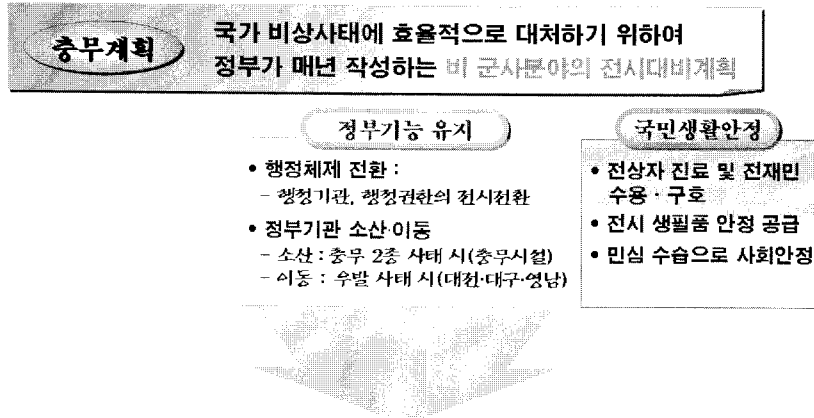 충무계획
국가 비상사태에 효율적으로 대처하기 위하여
정부가 매년 작성하는 비 군사분야의 전시대비계획
정부기능 유지
• 행정체제 전환 :
- 행정기관, 행정권한의 전시전환
• 정부기관 소산·이동
- 소산 : 충무 2종 사태 시(충무시설)
- 이동 : 우발 사태 시(대전·대구·영남)
국민생활안정
• 전상자 진료 및 전재민
수용·구호
• 전시 생필품 안정 공급
• 민심 수습으로 사회안정